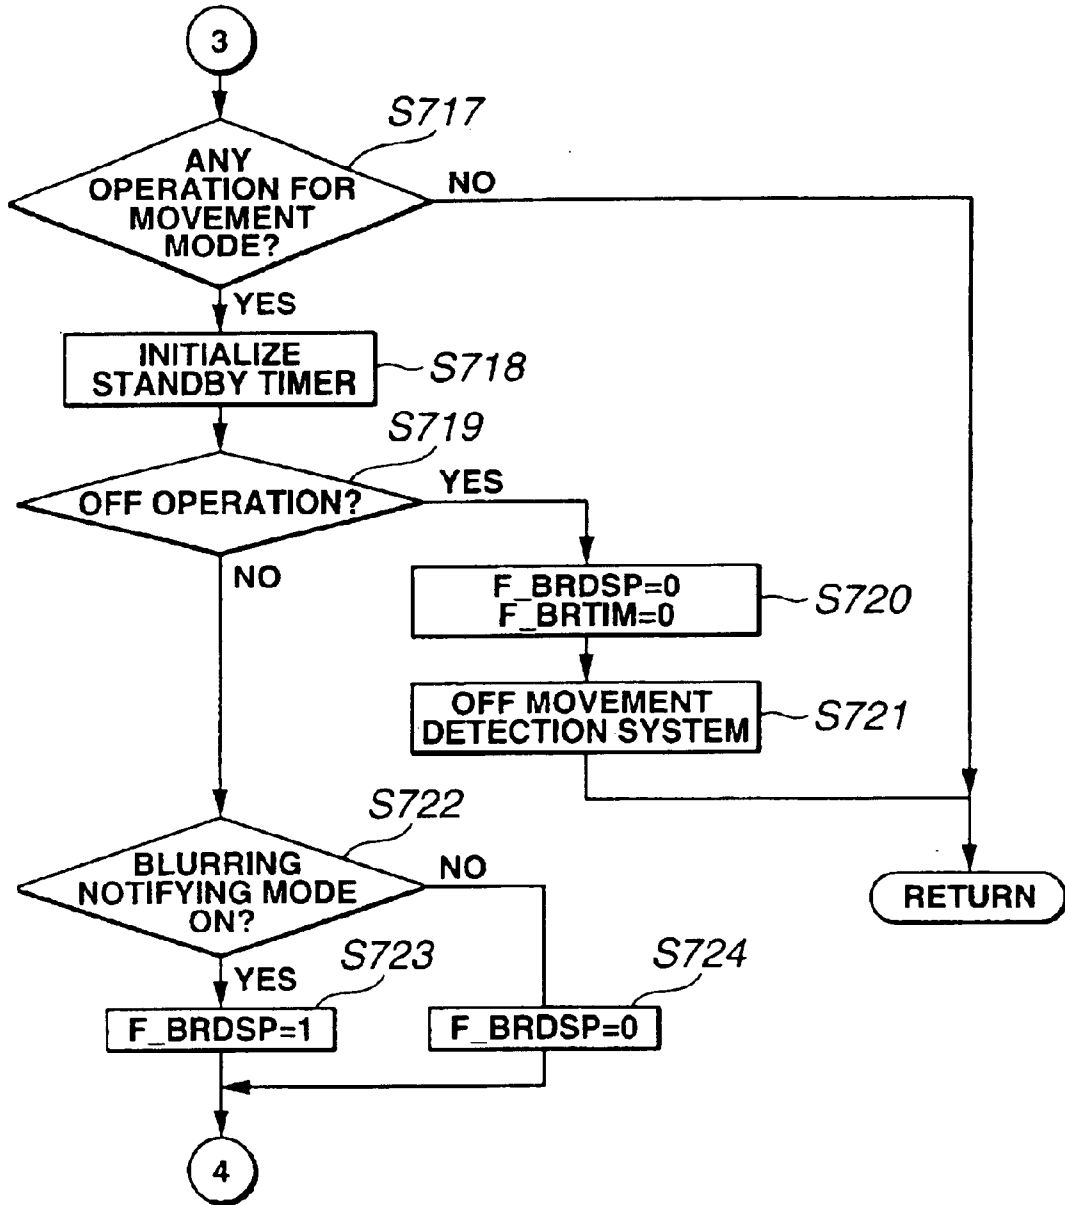 3
S717
ANY
OPERATION FOR
MOVEMENT
MODE?
NO
YES
INITIALIZE
STANDBY TIMER
S718
S719
OFF OPERATION?
YES
NO
F_BRDSP=0
F_BRTIM=0
S720
OFF MOVEMENT
DETECTION SYSTEM
S721
S722
BLURRING
NOTIFYING MODE
ON?
NO
RETURN
YES
S723
S724
F_BRDSP=1
F_BRDSP=0
4